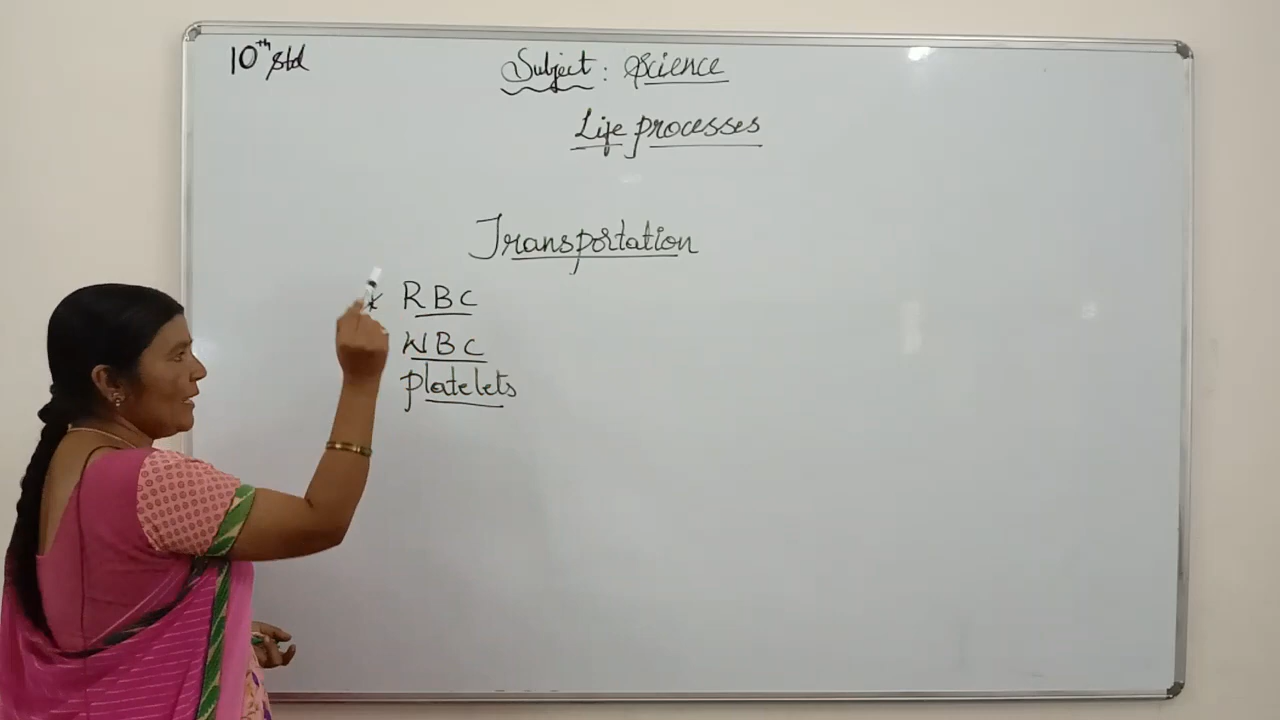 10th std
Subject: Science
Life processes
Transportation
* RBC
WBC
platelets